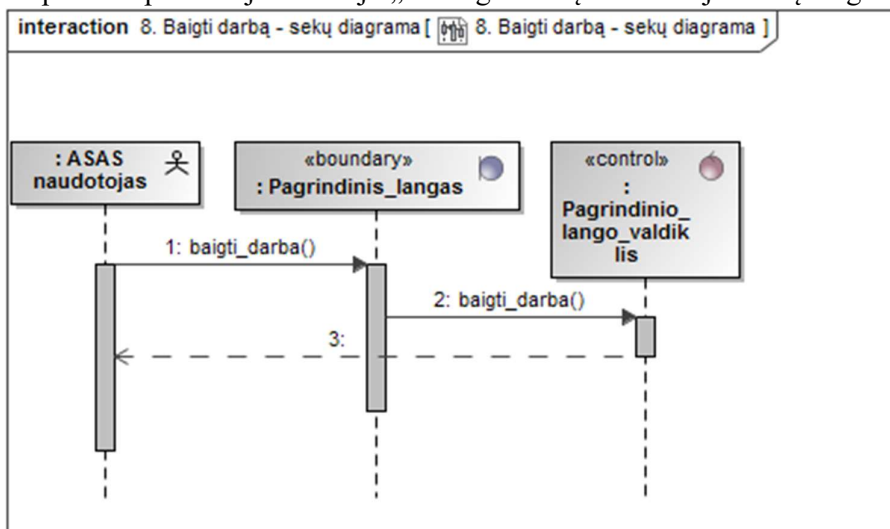 interaction 8. Baigti darbą - sekų diagrama [ 8. Baigti darbą - sekų diagrama ]
: ASAS
naudotojas
«boundary»
: Pagrindinis_langas
«control»
:
Pagrindinio_
lango_valdik
lis
1: baigti_darba()
2: baigti_darba()
3: